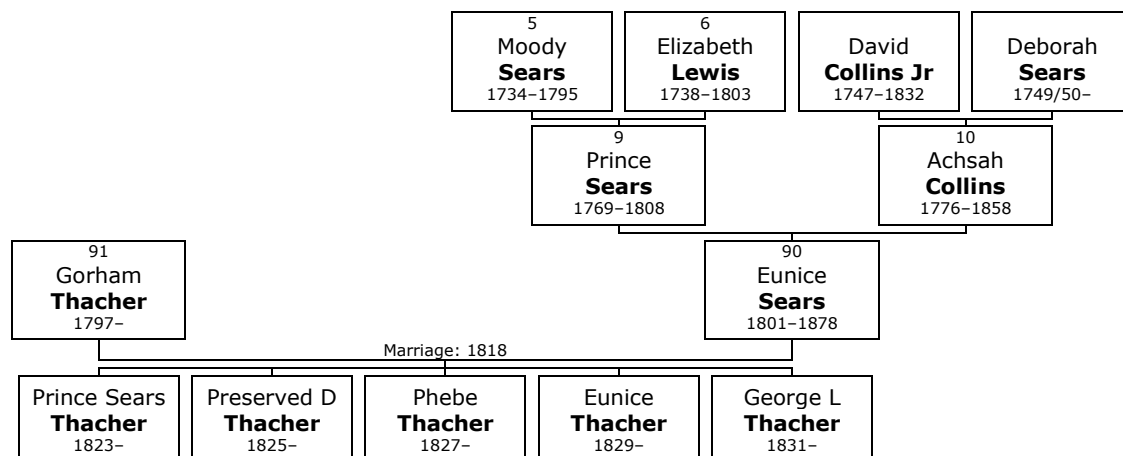 5
Moody
Sears
1734–1795
6
Elizabeth
Lewis
1738–1803
David
Collins Jr
1747–1832
Deborah
Sears
1749/50–
9
Prince
Sears
1769–1808
10
Achsah
Collins
1776–1858
91
Gorham
Thacher
1797–
90
Eunice
Sears
1801–1878
Marriage: 1818
Prince Sears
Thacher
1823–
Preserved D
Thacher
1825–
Phebe
Thacher
1827–
Eunice
Thacher
1829–
George L
Thacher
1831–